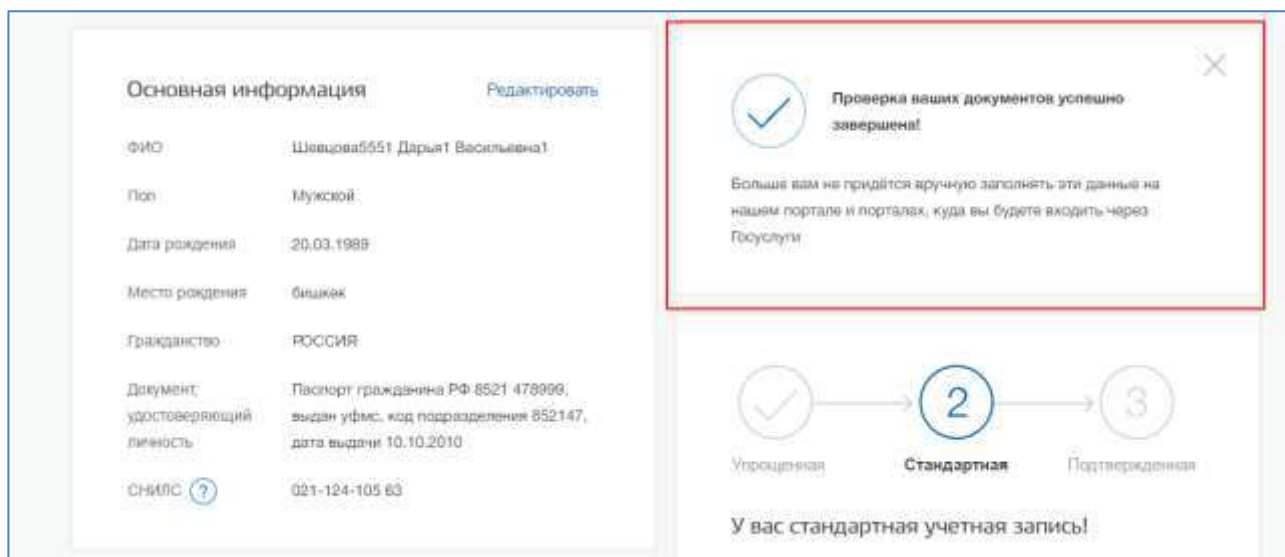 Основная информация Редактировать
ФИО Шевцова5551 Дарья1 Васильевна1
Пол Мужской
Дата рождения 20.03.1989
Место рождения бишкек
Гражданство РОССИЯ
Документ, Паспорт гражданина РФ 8521 478999,
удостоверяющий выдан уфмс, код подразделения 852147,
личность дата выдачи 10.10.2010
СНИЛС ? 021-124-105 63
Проверка ваших документов успешно
завершена!
Больше вам не придётся вручную заполнять эти данные на
нашем портале и порталах, куда вы будете входить через
Госуслуги
2 3
Упрощенная Стандартная Подтвержденная
У вас стандартная учетная запись!